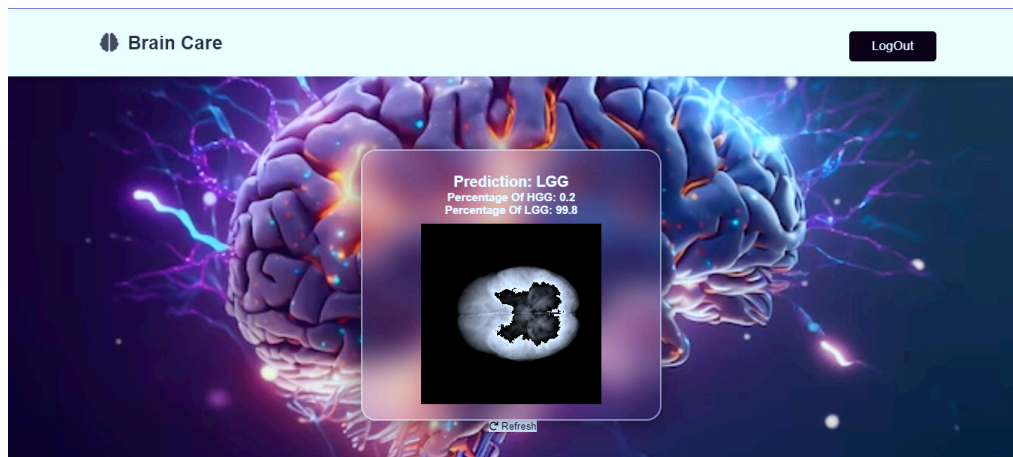 Brain Care
LogOut
Prediction: LGG
Percentage Of HGG: 0.2
Percentage Of LGG: 99.8
Refresh